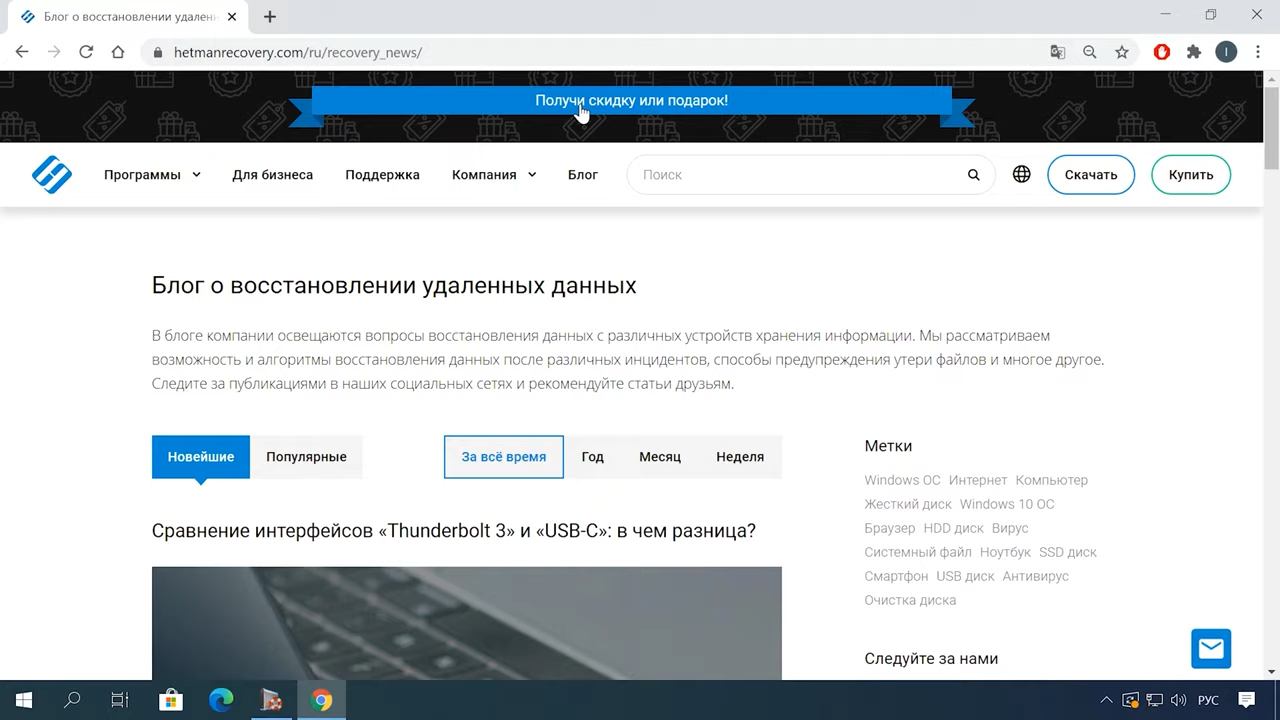 Блог о восстановлении удален
hetmanrecovery.com/ru/recovery_news/
Получи скидку или подарок!
Программы
Для бизнеса
Поддержка
Компания
Блог
Поиск
Скачать
Купить
Блог о восстановлении удаленных данных
В блоге компании освещаются вопросы восстановления данных с различных устройств хранения информации. Мы рассматриваем
возможность и алгоритмы восстановления данных после различных инцидентов, способы предупреждения утери файлов и многое другое.
Следите за публикациями в наших социальных сетях и рекомендуйте статьи друзьям.
Новейшие
Популярные
За всё время
Год
Месяц
Неделя
Сравнение интерфейсов «Thunderbolt 3» и «USB-C»: в чем разница?
Метки
Windows ОС Интернет Компьютер
Жесткий диск Windows 10 ОС
Браузер HDD диск Вирус
Системный файл Ноутбук SSD диск
Смартфон USB диск Антивирус
Очистка диска
Следуйте за нами
I
РУС